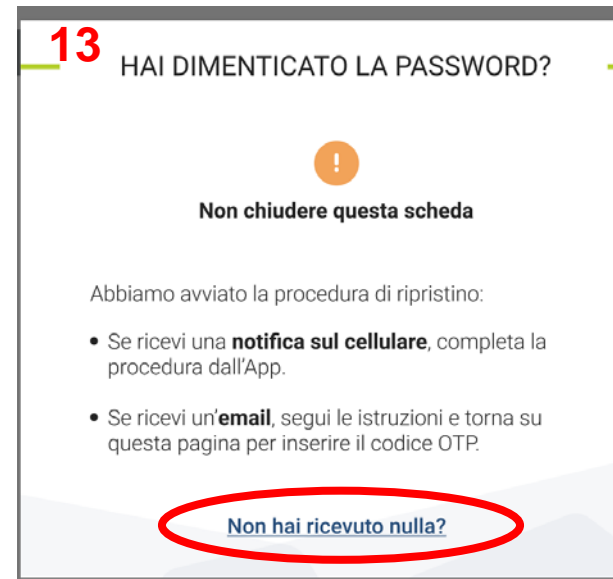 13
HAI DIMENTICATO LA PASSWORD?
!
Non chiudere questa scheda
Abbiamo avviato la procedura di ripristino:
• Se ricevi una notifica sul cellulare, completa la
procedura dall'App.
• Se ricevi un'email, segui le istruzioni e torna su
questa pagina per inserire il codice OTP.
Non hai ricevuto nulla?